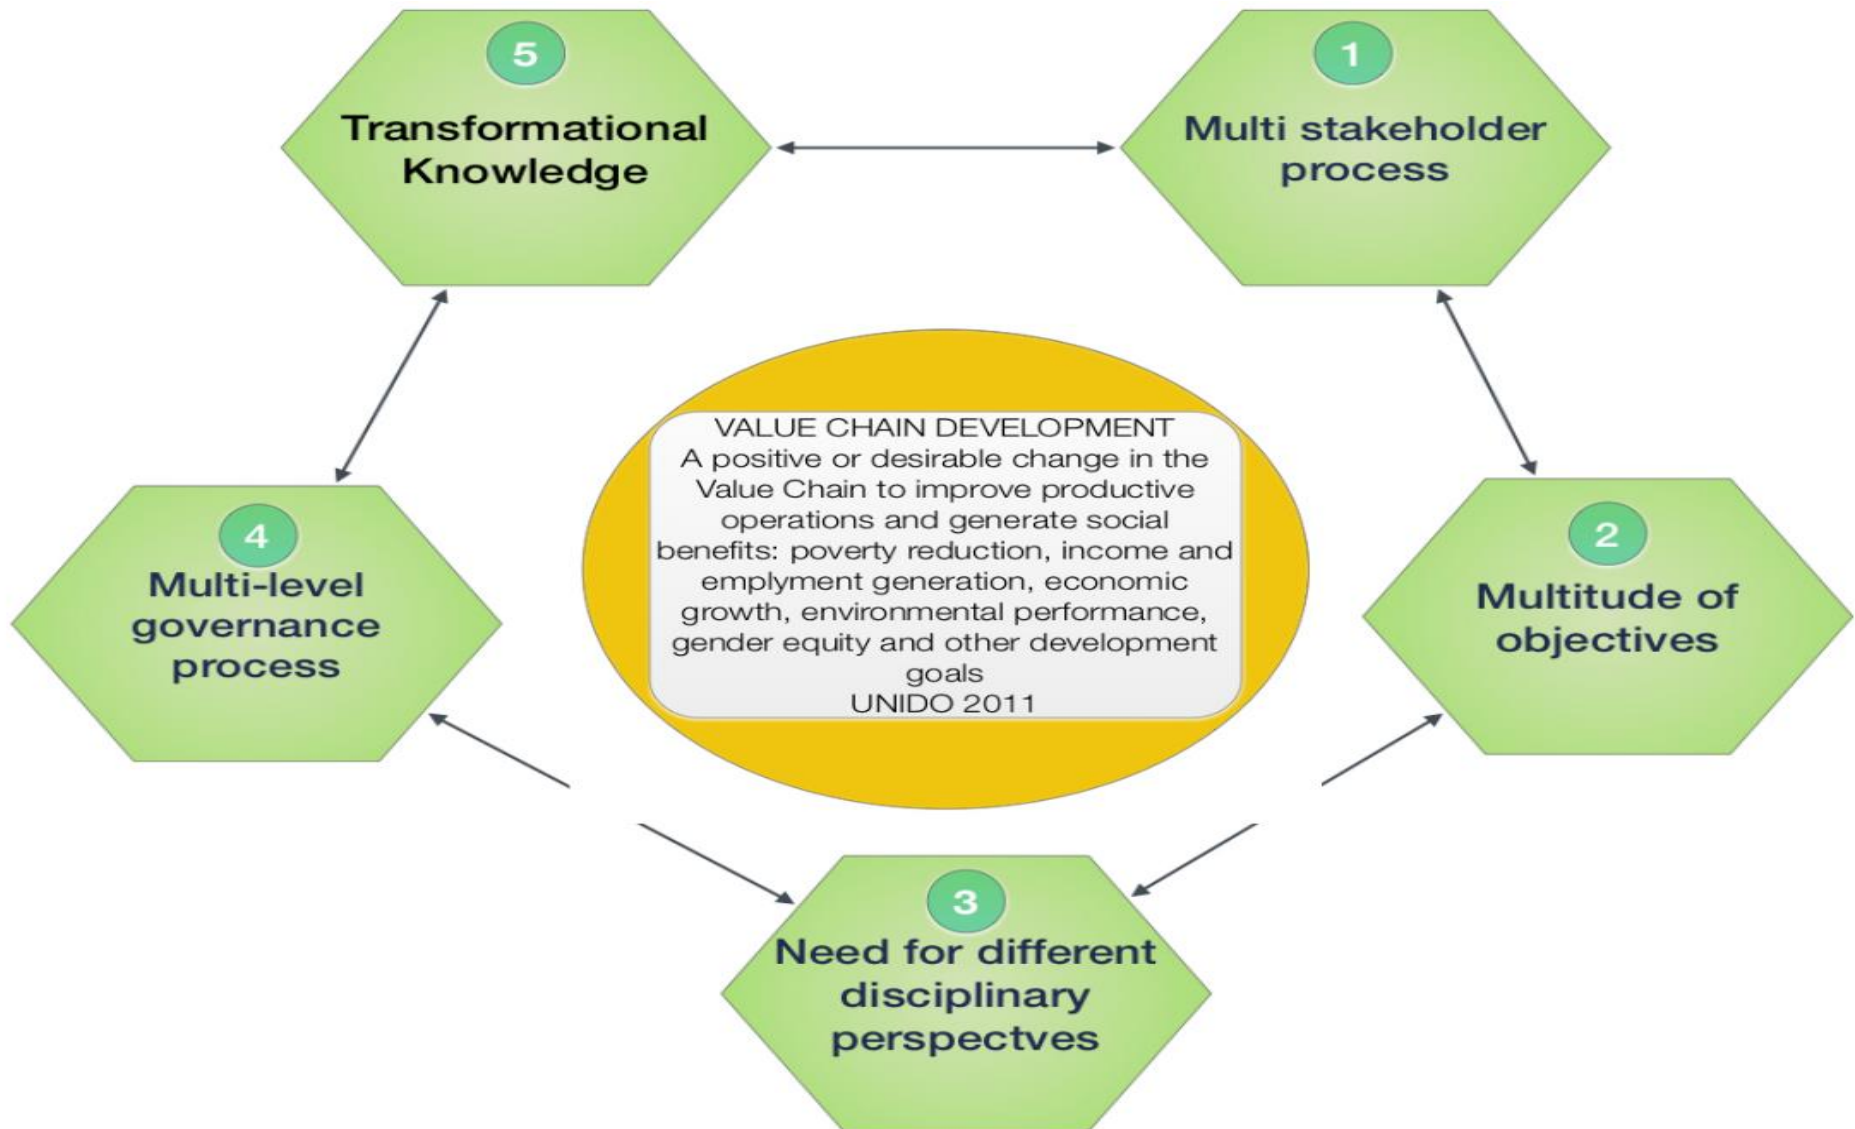 5
Transformational
Knowledge
1
Multi stakeholder
process
VALUE CHAIN DEVELOPMENT
A positive or desirable change in the
Value Chain to improve productive
operations and generate social
benefits: poverty reduction, income and
emplyment generation, economic
growth, environmental performance,
gender equity and other development
goals
UNIDO 2011
4
Multi-level
governance
process
2
Multitude of
objectives
3
Need for different
disciplinary
perspectves